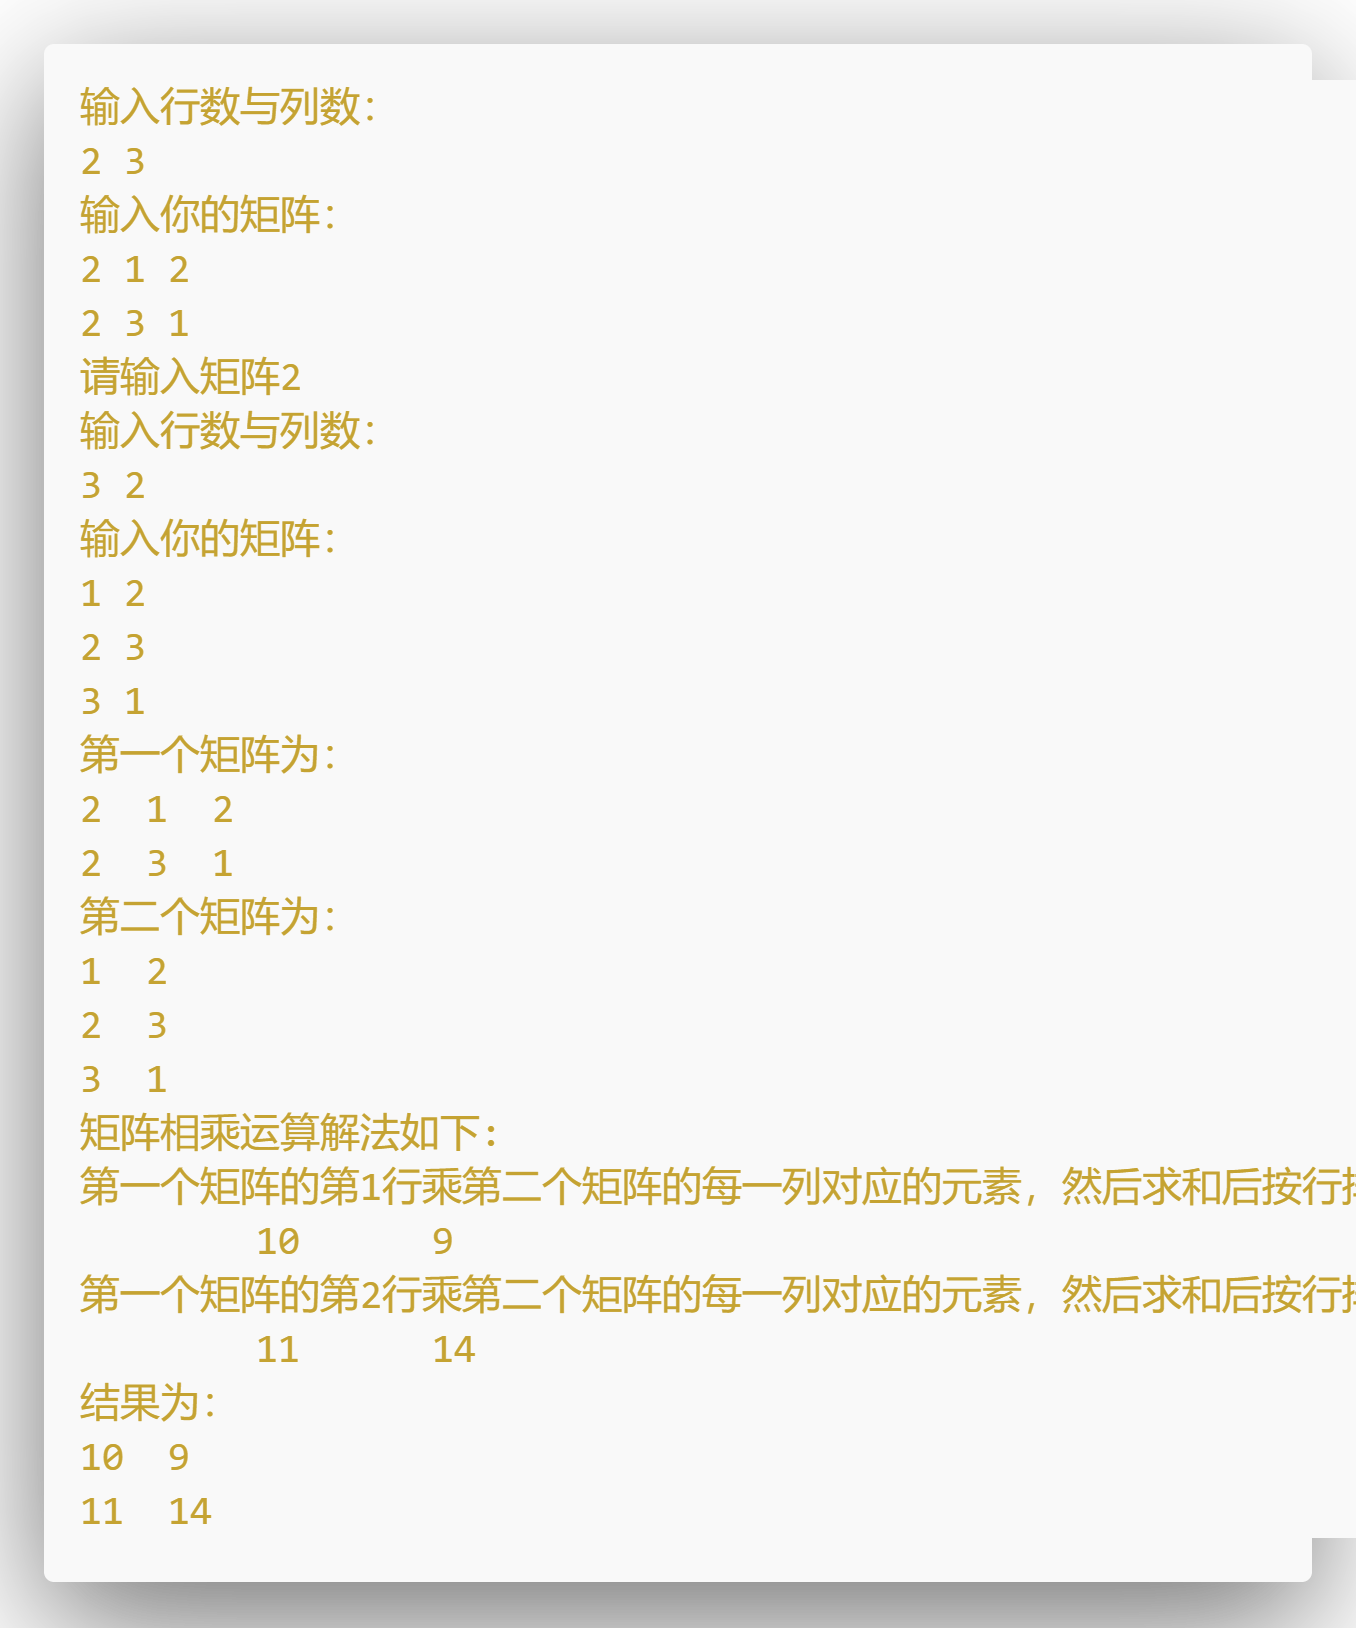 输入行数与列数:
2 3
输入你的矩阵:
2 1 2
2 3 1
请输入矩阵2
输入行数与列数:
3 2
输入你的矩阵:
1 2
2 3
3 1
第一个矩阵为:
2  1  2
2  3  1
第二个矩阵为:
1  2
2  3
3  1
矩阵相乘运算解法如下:
第一个矩阵的第1行乘第二个矩阵的每一列对应的元素, 然后求和后按行
        10      9
第一个矩阵的第2行乘第二个矩阵的每一列对应的元素, 然后求和后按行
        11      14
结果为:
10  9
11  14